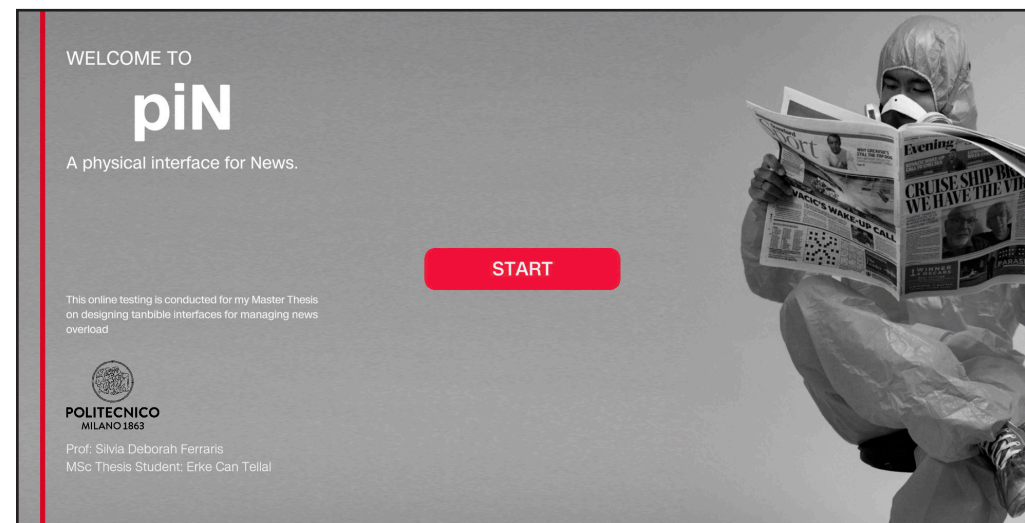 WELCOME TO
piN
A physical interface for News.
START
This online testing is conducted for my Master Thesis
on designing tanbible interfaces for managing news
overload
POLITECNICO
MILANO 1863
Prof: Silvia Deborah Ferraris
MSc Thesis Student: Erke Can Tellal
Evening
CRUISE SHIP
WE HAVE THE
WAKE-UP CALL
WINNER